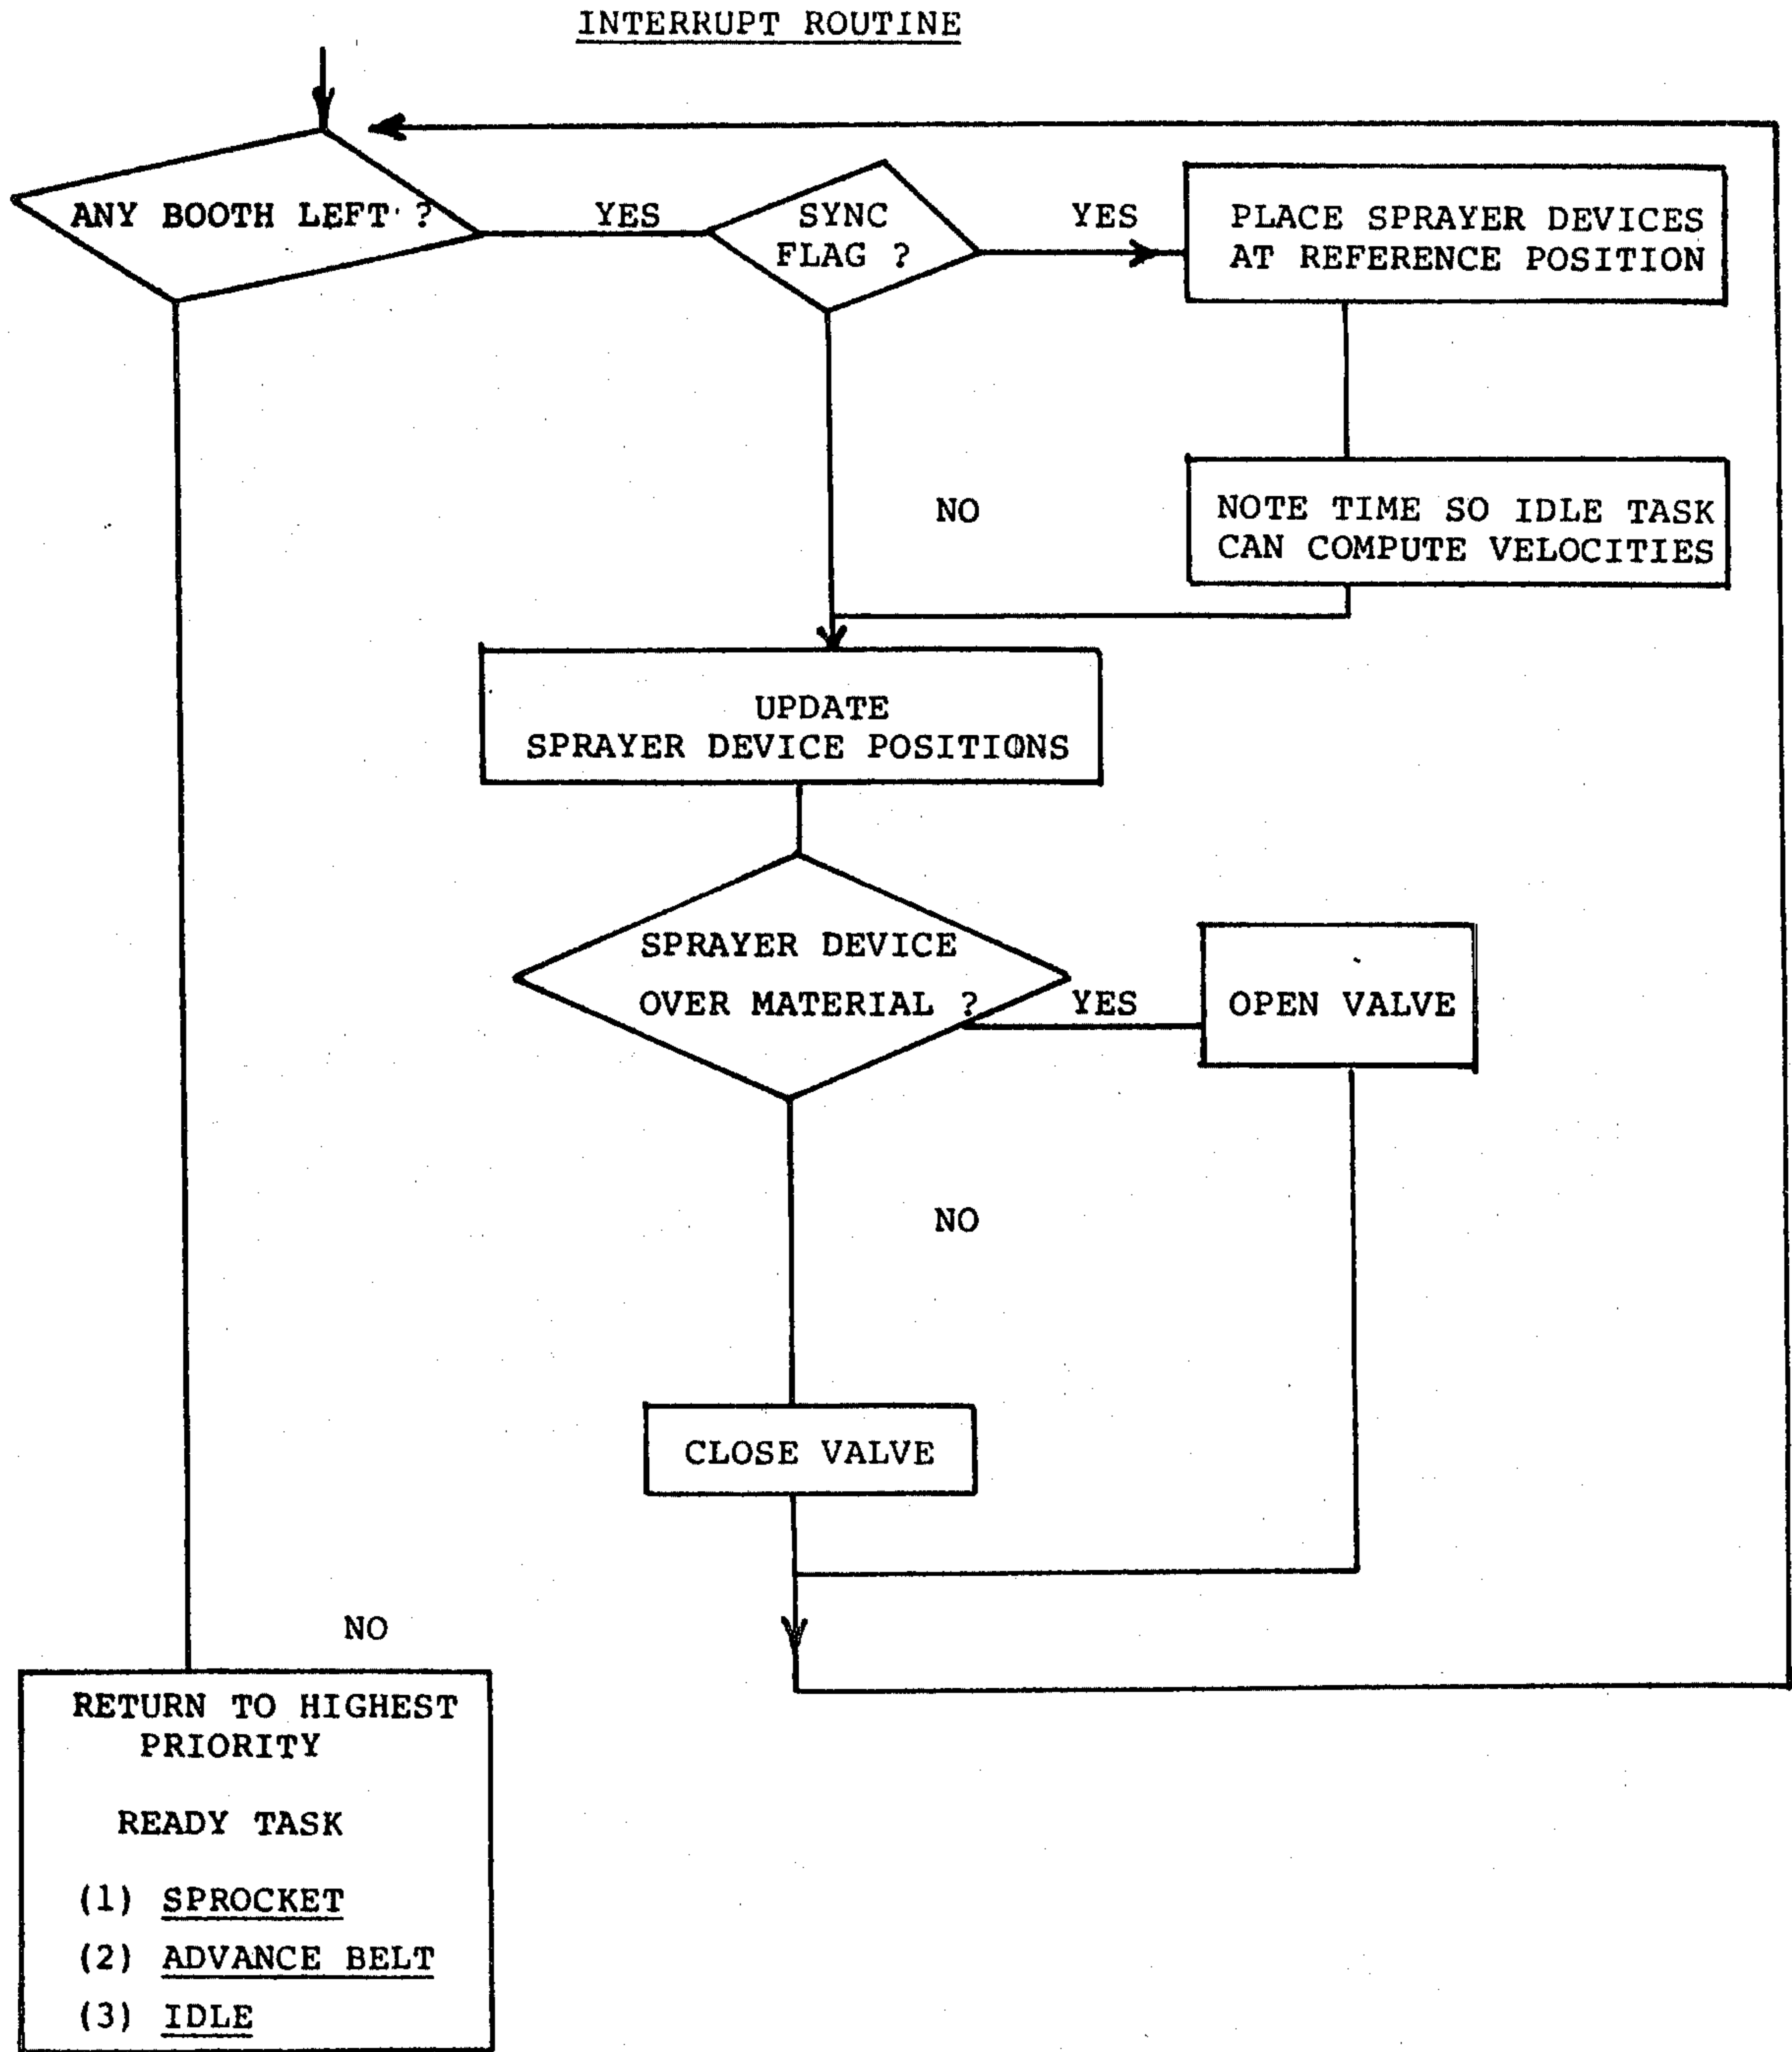 INTERRUPT ROUTINE
ANY BOOTH LEFT ?
YES
SYNC
FLAG ?
YES
PLACE SPRAYER DEVICES
AT REFERENCE POSITION
NO
NOTE TIME SO IDLE TASK
CAN COMPUTE VELOCITIES
UPDATE
SPRAYER DEVICE POSITIONS
SPRAYER DEVICE
OVER MATERIAL ?
YES
OPEN VALVE
NO
CLOSE VALVE
NO
RETURN TO HIGHEST
PRIORITY
READY TASK
(1) SPROCKET
(2) ADVANCE BELT
(3) IDLE